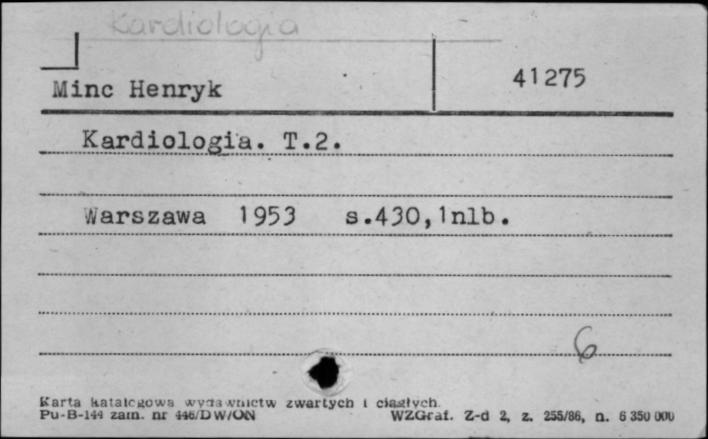 Kardiologia
Minc Henryk
41275
Kardiologia. T.2.
Warszawa 1953 s.430,1nlb.
6
Karta katalogowa wydawnictw zwartych i ciągłych.
Pu-B-144 zam. nr 446/DW/ON WZGraf. Z-d 2, z. 255/86, n. 6 350 000